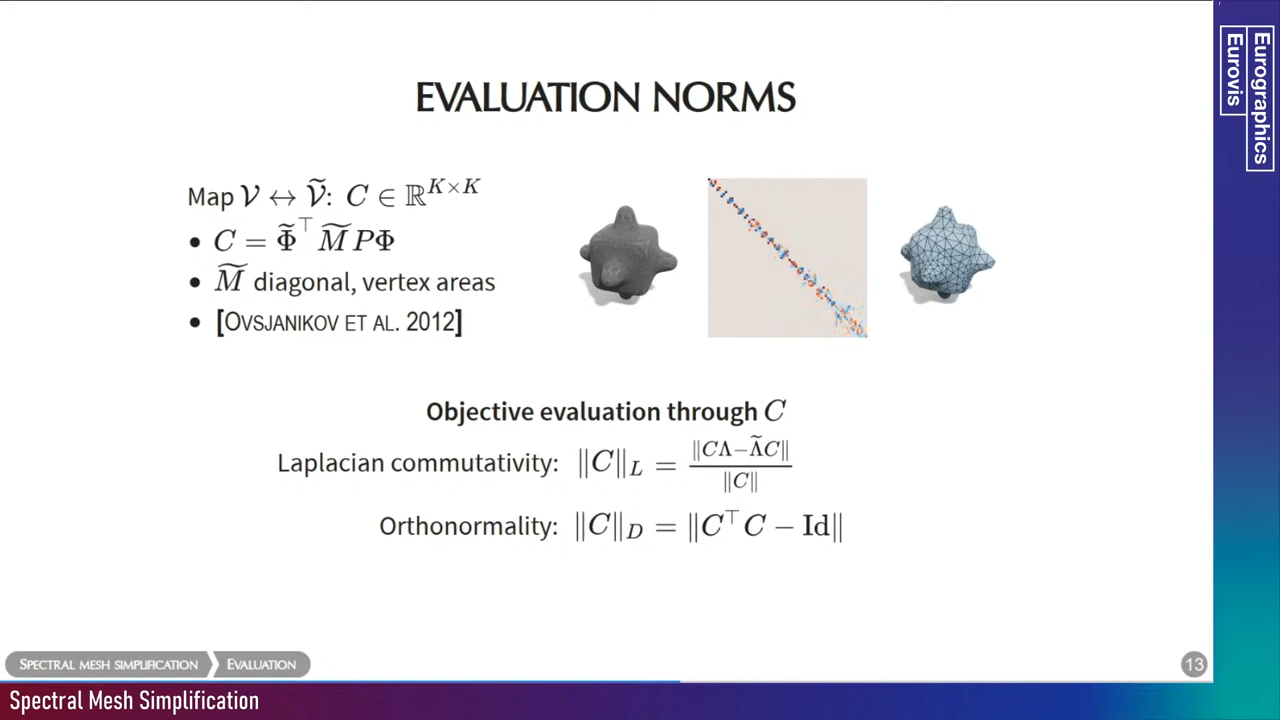 EVALUATION NORMS
Map 𝒱 ↔ 𝒱̃: C ∈ ℝ^{K×K}
• C = Φ̃^⊤ M̃ P Φ
• M̃ diagonal, vertex areas
• [OVSJANIKOV ET AL. 2012]
Objective evaluation through C
Laplacian commutativity: ‖C‖_L = ‖CΛ−Λ̃C‖ / ‖C‖
Orthonormality: ‖C‖_D = ‖C^⊤C − Id‖
SPECTRAL MESH SIMPLIFICATION
EVALUATION
13
Spectral Mesh Simplification
Eurographics
Eurovis